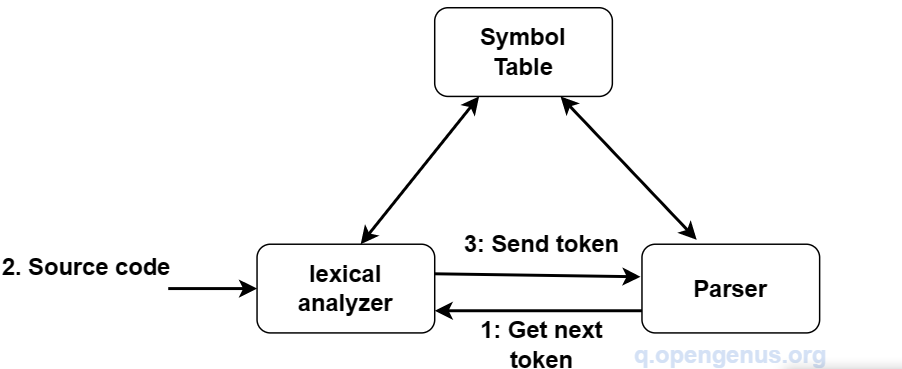 Symbol
Table
3: Send token
2. Source code
lexical
analyzer
Parser
1: Get next
token
q.opengenus.org